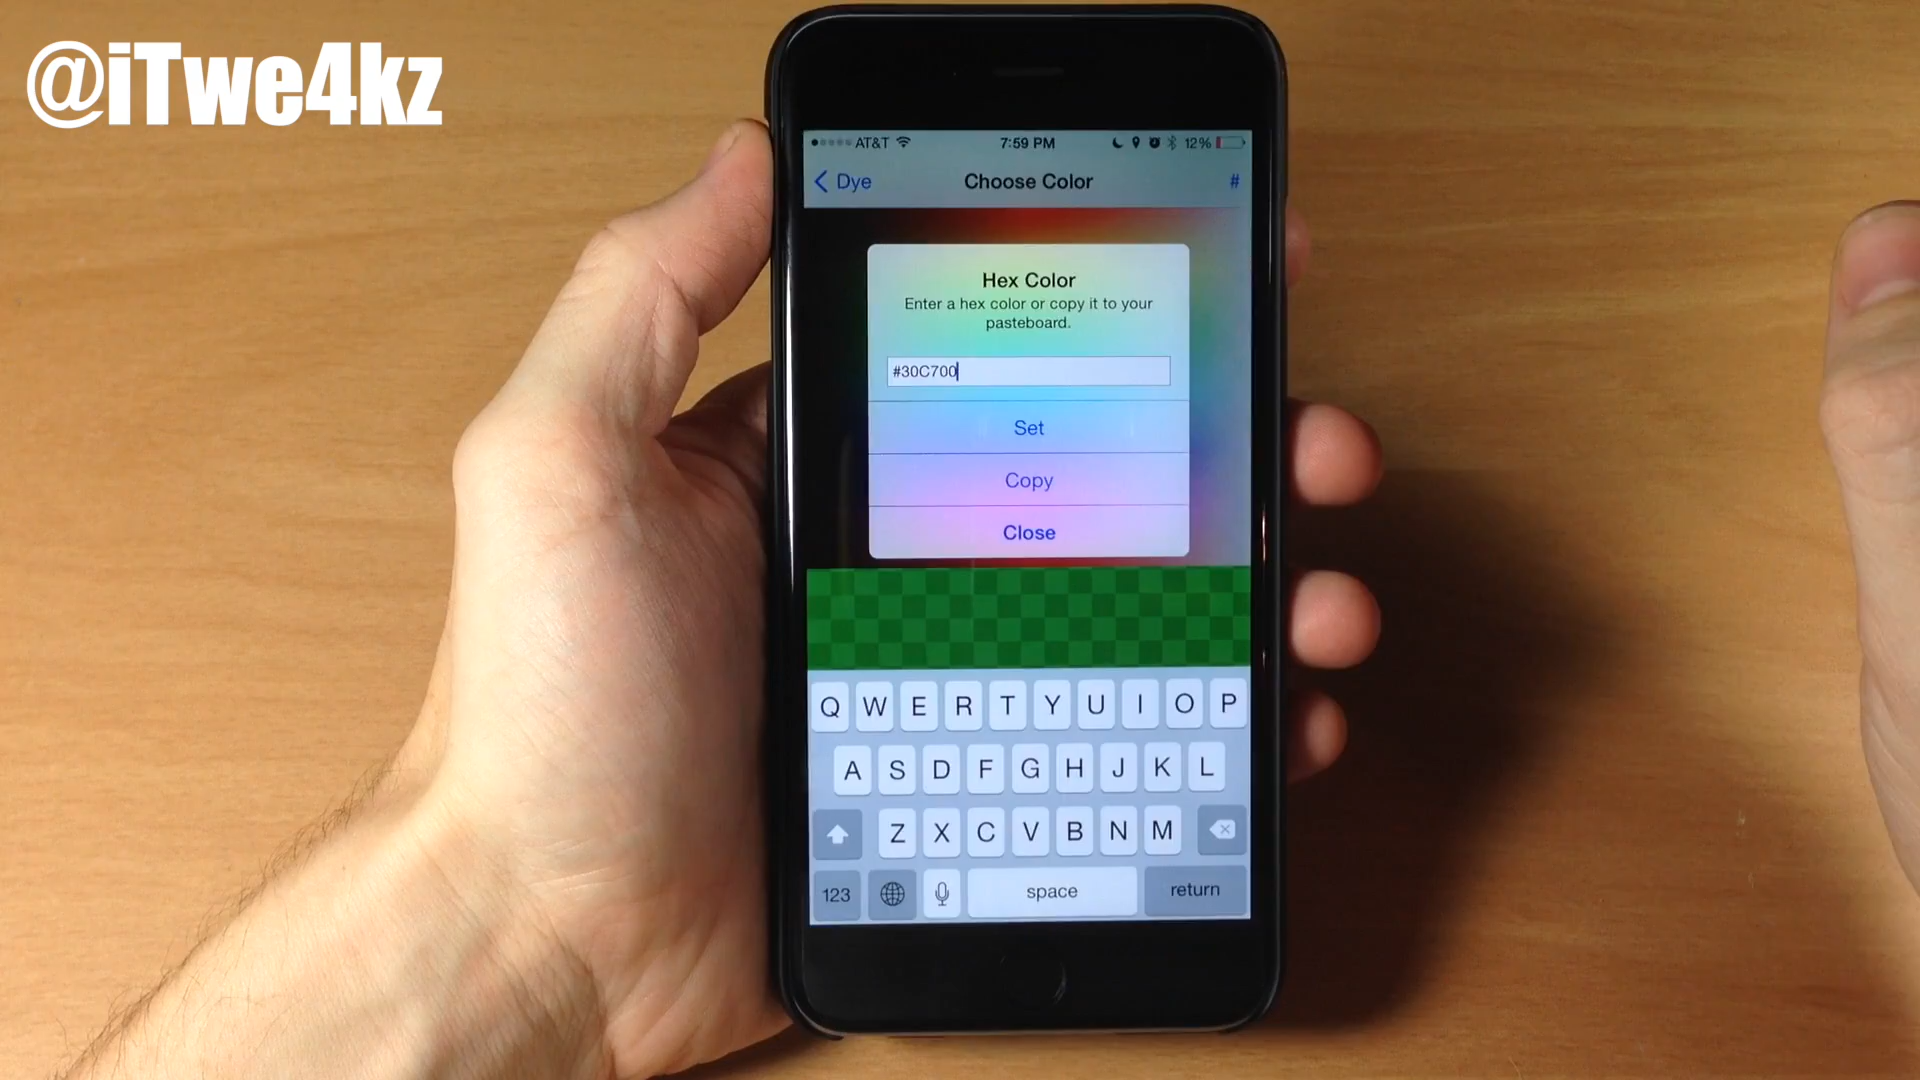 @iTwe4kz
AT&T 7:59 PM 12%
Dye Choose Color #
Hex Color
Enter a hex color or copy it to your
pasteboard.
#30C700
Set
Copy
Close
Q W E R T Y U I O P
A S D F G H J K L
Z X C V B N M
123 space return